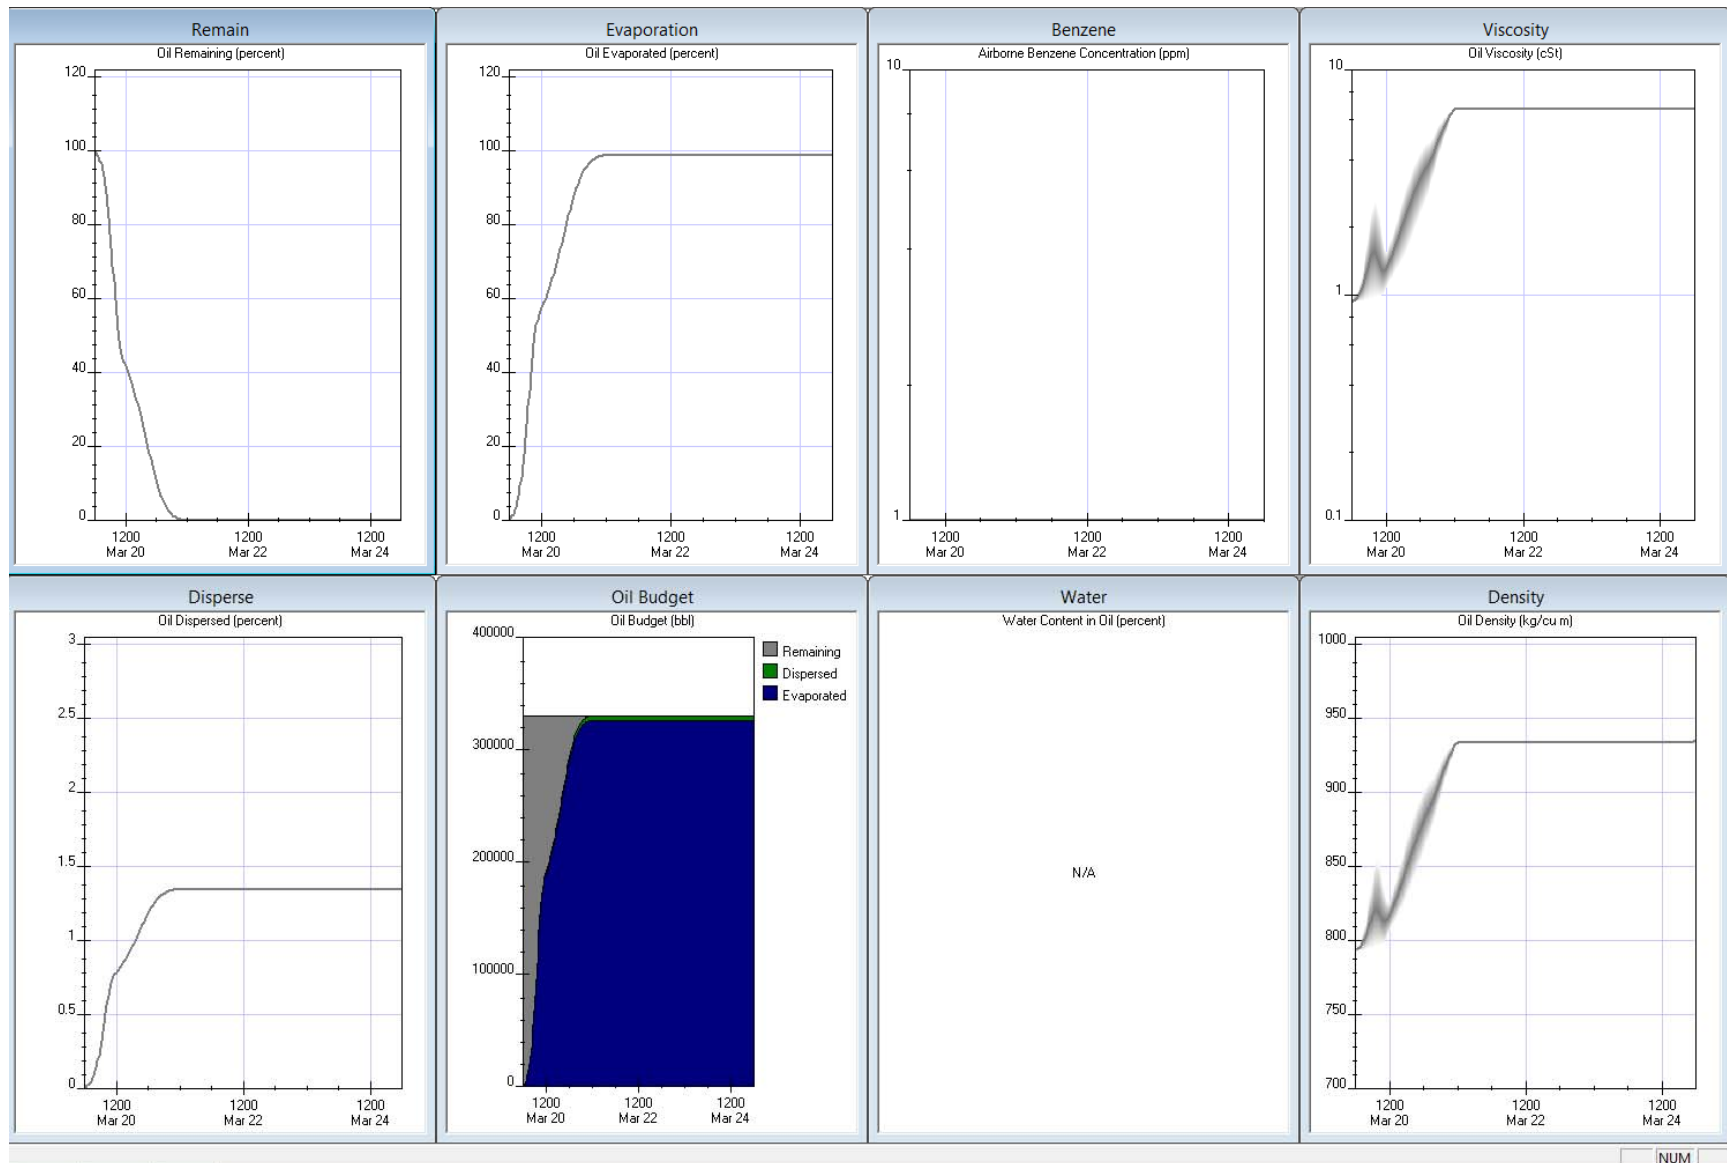 Remain
Oil Remaining (percent)
120
100
80
60
40
20
0
1200 1200 1200
Mar 20 Mar 22 Mar 24
Evaporation
Oil Evaporated (percent)
120
100
80
60
40
20
0
1200 1200 1200
Mar 20 Mar 22 Mar 24
Benzene
Airborne Benzene Concentration (ppm)
10
1
1200 1200 1200
Mar 20 Mar 22 Mar 24
Viscosity
Oil Viscosity (cSt)
10
1
0.1
1200 1200 1200
Mar 20 Mar 22 Mar 24
Disperse
Oil Dispersed (percent)
3
2.5
2
1.5
1
0.5
0
1200 1200 1200
Mar 20 Mar 22 Mar 24
Oil Budget
Oil Budget (bbl)
400000
300000
200000
100000
0
Remaining
Dispersed
Evaporated
1200 1200 1200
Mar 20 Mar 22 Mar 24
Water
Water Content in Oil (percent)
N/A
Density
Oil Density (kg/cu m)
1000
950
900
850
800
750
700
1200 1200 1200
Mar 20 Mar 22 Mar 24
NUM